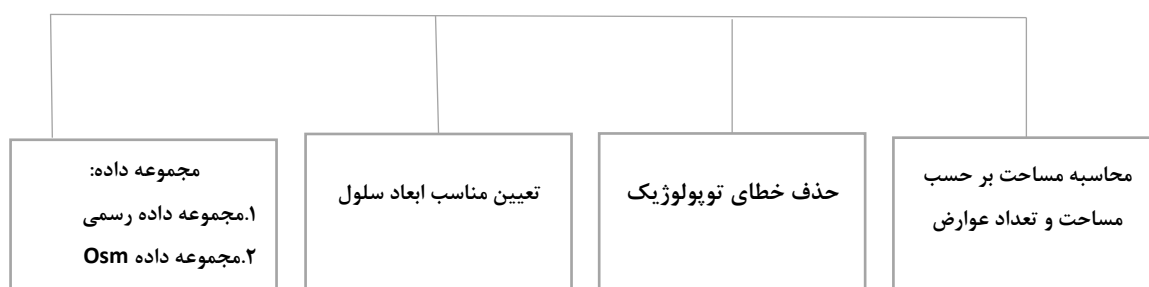 محاسبه مساحت بر حسب
مساحت و تعداد عوارض
حذف خطای توپولوژیک
تعیین مناسب ابعاد سلول
مجموعه داده:
۱.مجموعه داده رسمی
۲.مجموعه داده Osm